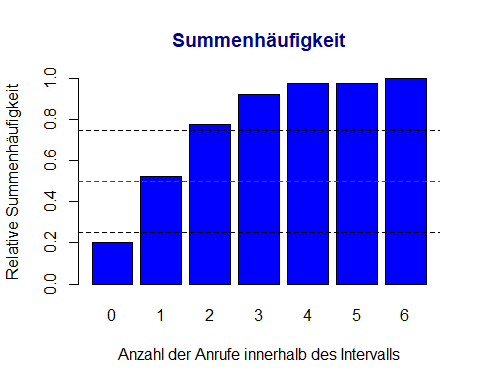 Summenhäufigkeit
Relative Summenhäufigkeit
1.0
0.8
0.6
0.4
0.2
0.0
0 1 2 3 4 5 6
Anzahl der Anrufe innerhalb des Intervalls